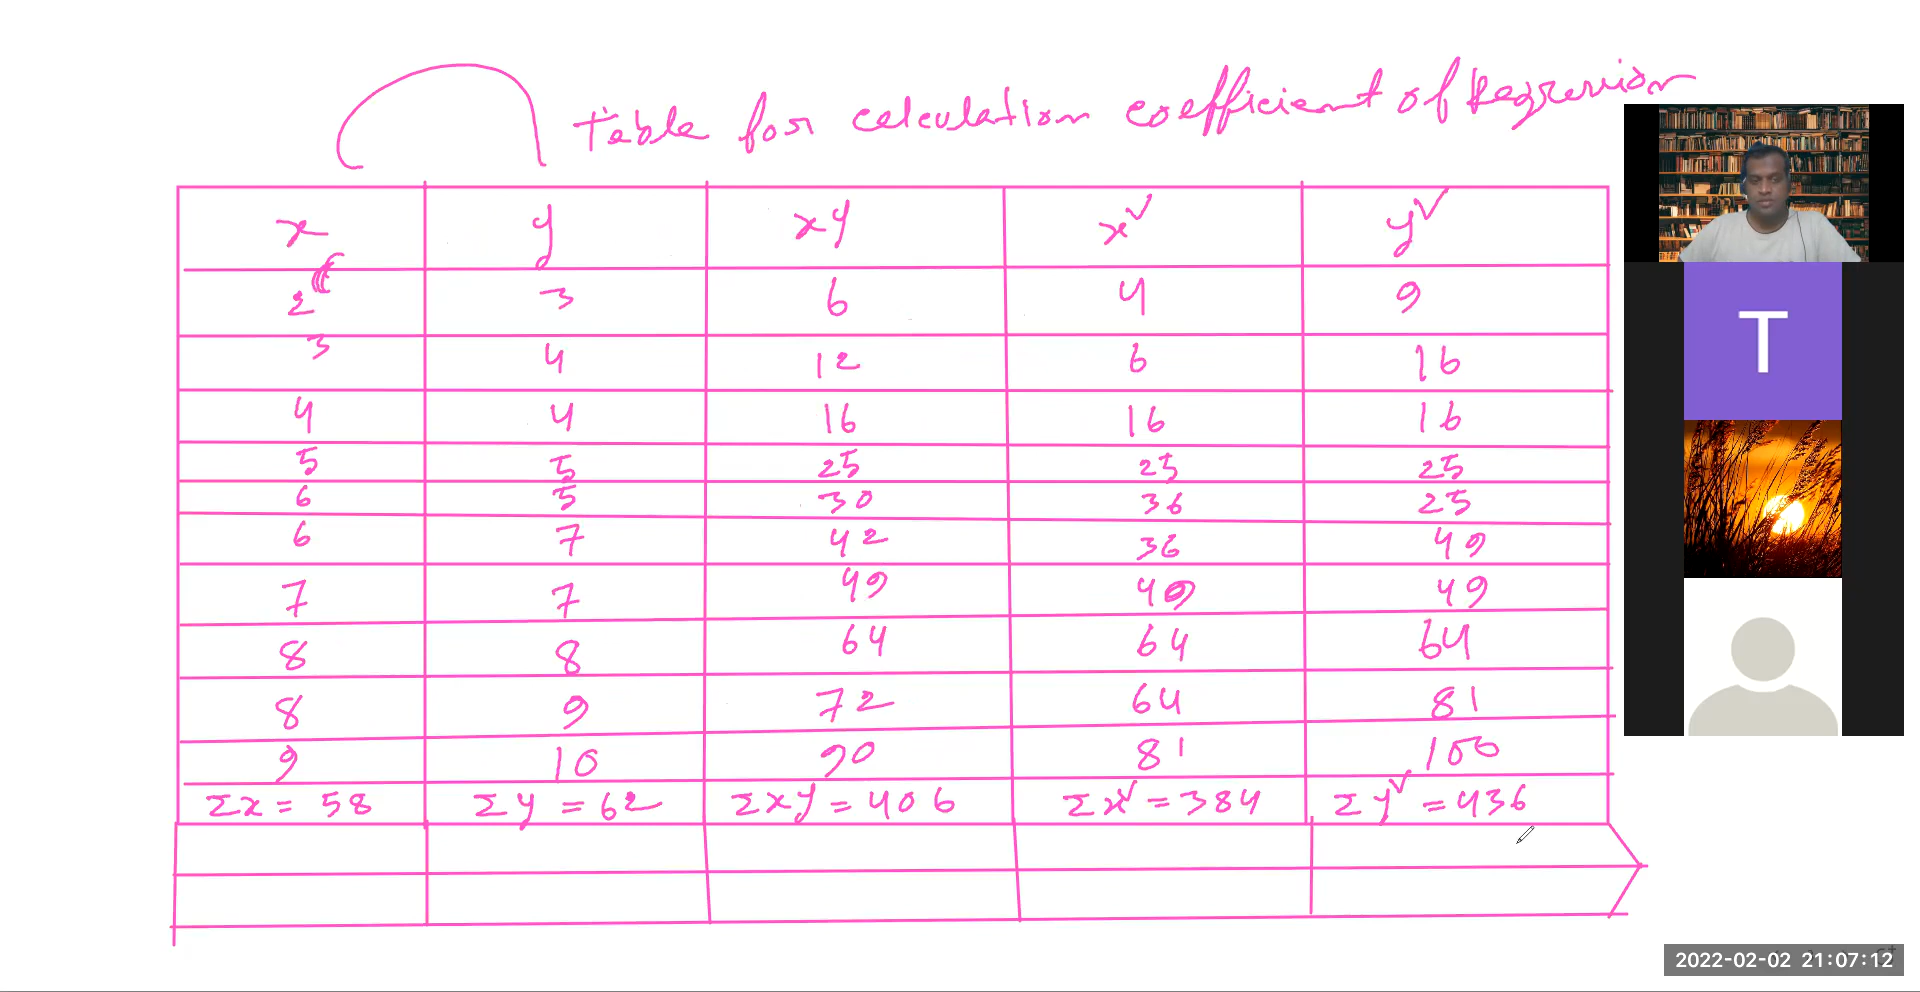 Table for calculation coefficient of Regression
x y xy x² y²
2 3 6 4 9
3 4 12 6 16
4 4 16 16 16
5 5 25 25 25
6 5 30 36 25
6 7 42 36 49
7 7 49 49 49
8 8 64 64 64
8 9 72 64 81
9 10 90 81 100
Σx = 58 Σy = 62 Σxy = 406 Σx² = 384 Σy² = 436
T
2022-02-02 21:07:12